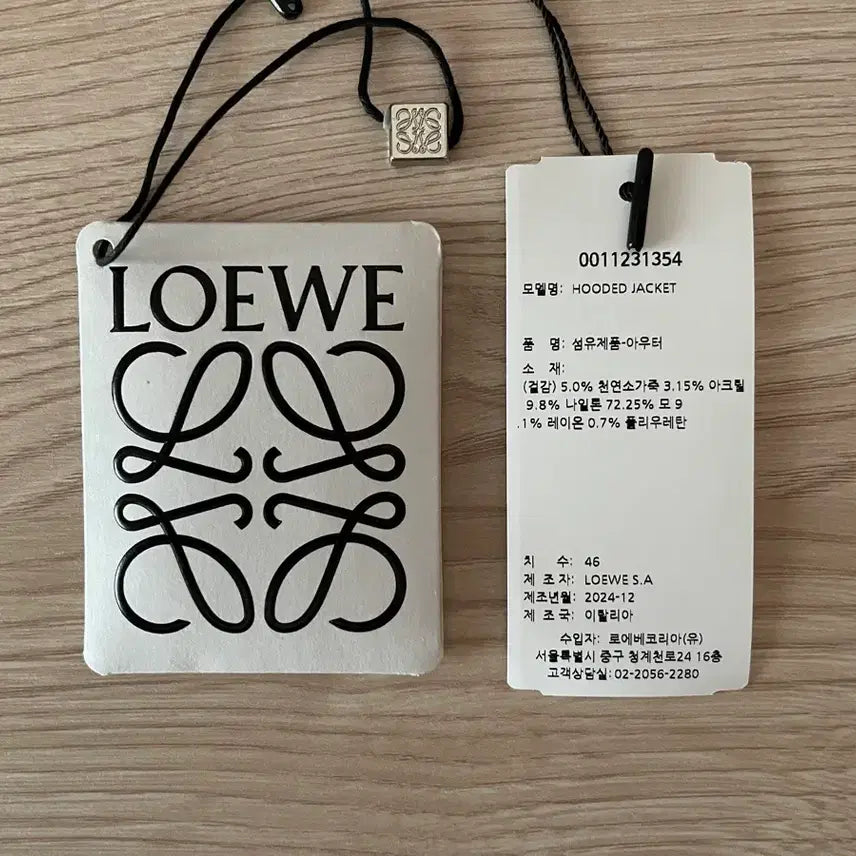 LOEWE
0011231354
모델명: HOODED JACKET
품 명: 섬유제품-아우터
소 재:
(겉감) 5.0% 천연소가죽 3.15% 아크릴
9.8% 나일론 72.25% 모 9
.1% 레이온 0.7% 폴리우레탄
치 수: 46
제 조 자: LOEWE S.A
제조년월: 2024-12
제 조 국: 이탈리아
수입자: 로에베코리아(유)
서울특별시 중구 청계천로24 16층
고객상담실: 02-2056-2280